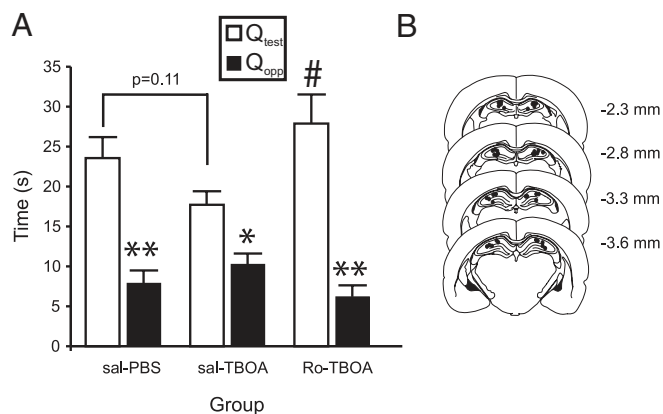 A
Q_test
Q_opp
35
30
25
20
15
10
5
0
Time (s)
p=0.11
**
*
#
**
sal-PBS
sal-TBOA
Ro-TBOA
Group
B
-2.3 mm
-2.8 mm
-3.3 mm
-3.6 mm